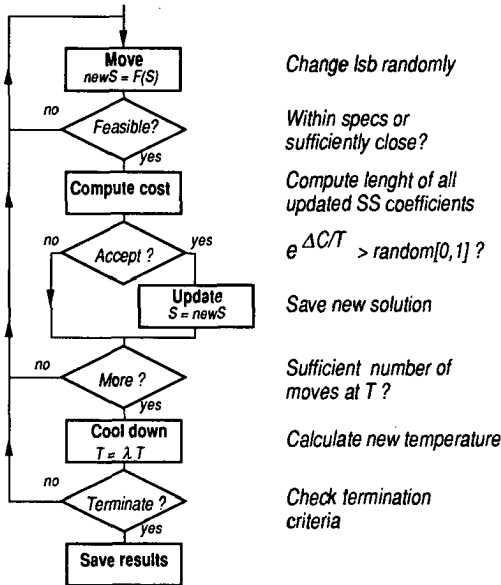 Move
newS = F(S)
Change lsb randomly
no
Feasible?
Within specs or
sufficiently close?
yes
Compute cost
Compute lenght of all
updated SS coefficients
no
yes
Accept ?
e^ΔC/T > random[0,1] ?
Update
S = newS
Save new solution
no
More ?
Sufficient number of
moves at T ?
yes
Cool down
T = λ T
Calculate new temperature
no
Terminate ?
Check termination
criteria
yes
Save results